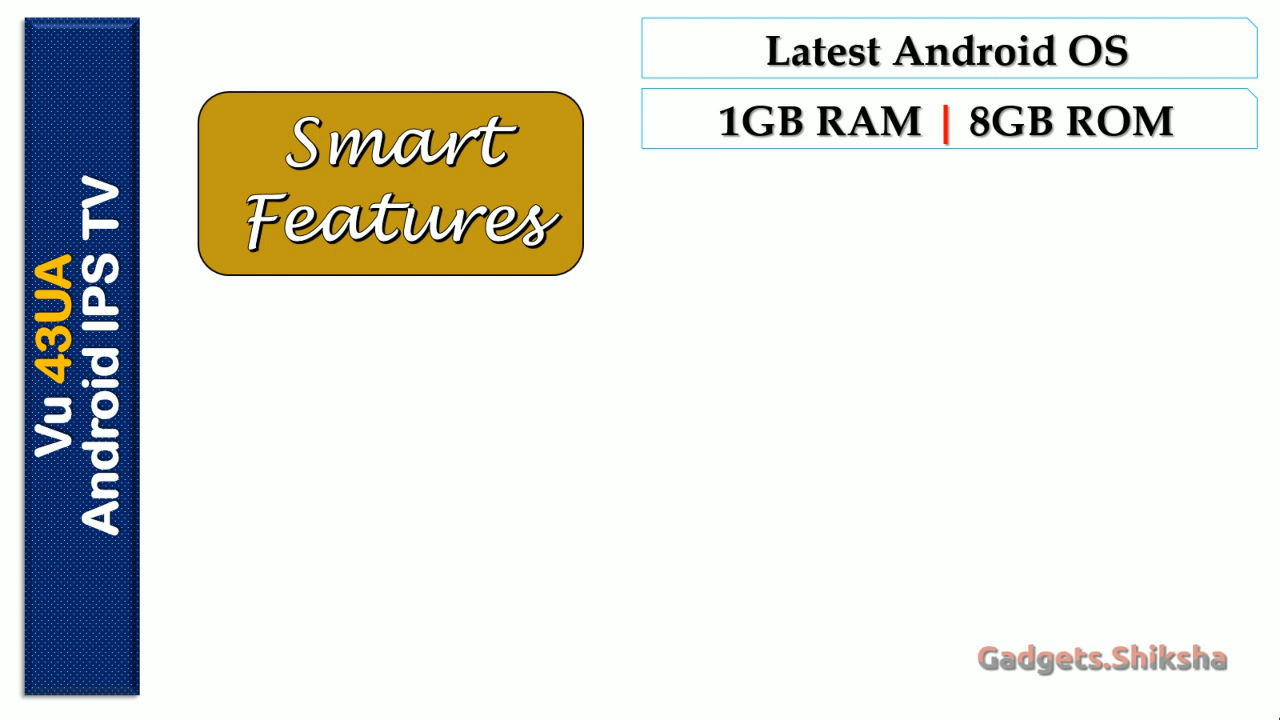 Vu 43UA
Android IPS TV
Smart
Features
Latest Android OS
1GB RAM | 8GB ROM
Gadgets.Shiksha